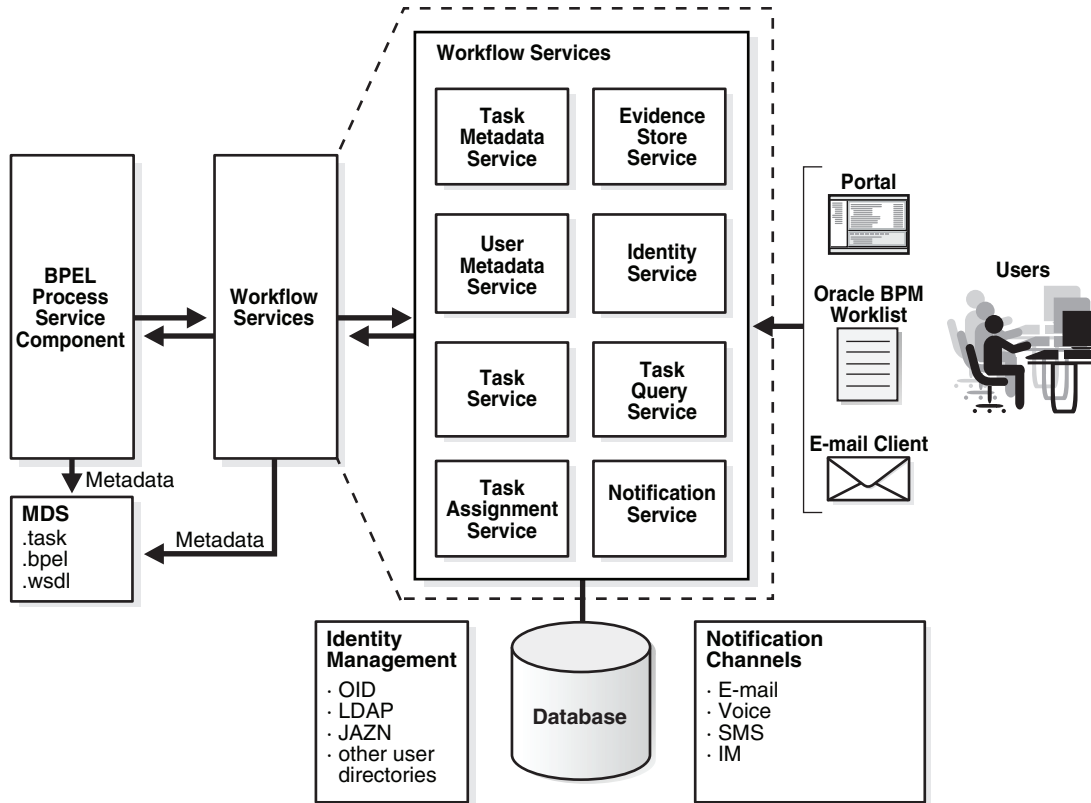 Workflow Services
Task
Metadata
Service
Evidence
Store
Service
User
Metadata
Service
Identity
Service
Task
Service
Task
Query
Service
Task
Assignment
Service
Notification
Service
BPEL
Process
Service
Component
Workflow
Services
Metadata
Metadata
MDS
.task
.bpel
.wsdl
Portal
Oracle BPM
Worklist
E-mail Client
Users
Identity
Management
· OID
· LDAP
· JAZN
· other user
directories
Database
Notification
Channels
· E-mail
· Voice
· SMS
· IM